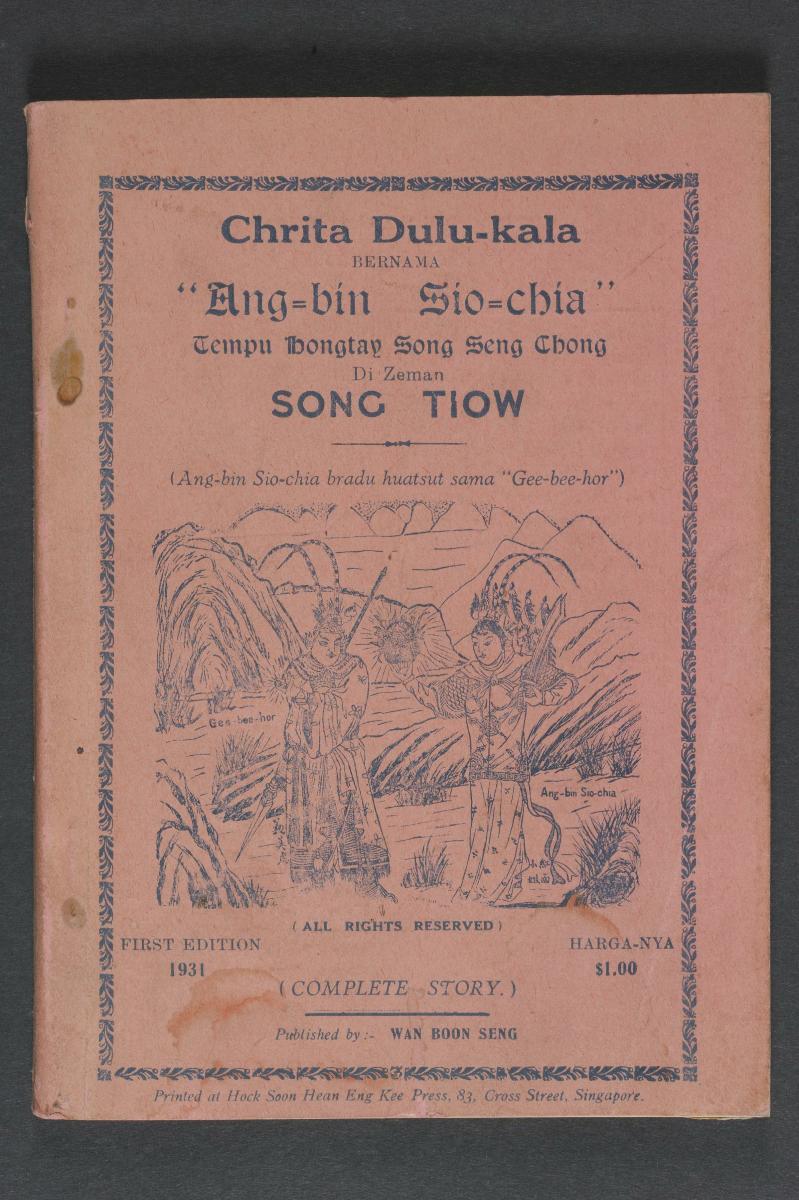 Chrita Dulu-kala
BERNAMA
"Ang=bin Sio=chia"
Tempu Hongtay Song Seng Chong
Di Zeman
SONG TIOW
(Ang-bin Sio-chia bradu huatsut sama "Gee-bee-hor")
Gee-bee-hor
Ang-bin Sio-chia
(ALL RIGHTS RESERVED)
FIRST EDITION
1931
HARGA-NYA
$1.00
(COMPLETE STORY.)
Published by :- WAN BOON SENG
Printed at Hock Soon Hean Eng Kee Press, 83, Cross Street, Singapore.